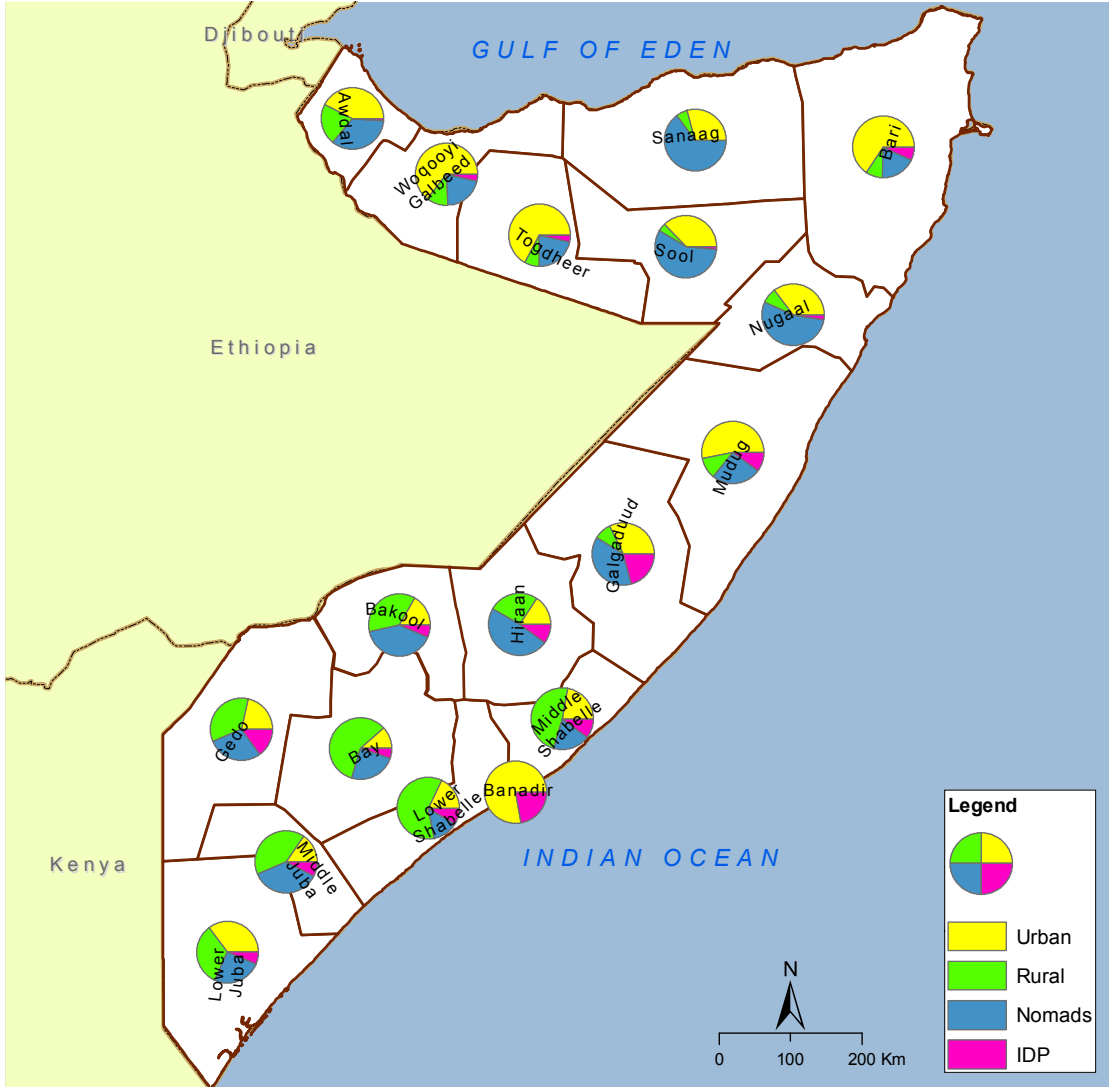 Djibouti
GULF OF EDEN
Awdal
Woqooyi
Galbeed
Togdheer
Sanaag
Sool
Bari
Nugaal
Ethiopia
Mudug
Galgaduud
Hiraan
Bakool
Middle
Shabelle
Gedo
Bay
Lower
Shabelle
Banadir
Kenya
Middle
Juba
INDIAN OCEAN
Lower
Juba
Legend
Urban
Rural
Nomads
IDP
N
0 100 200 Km